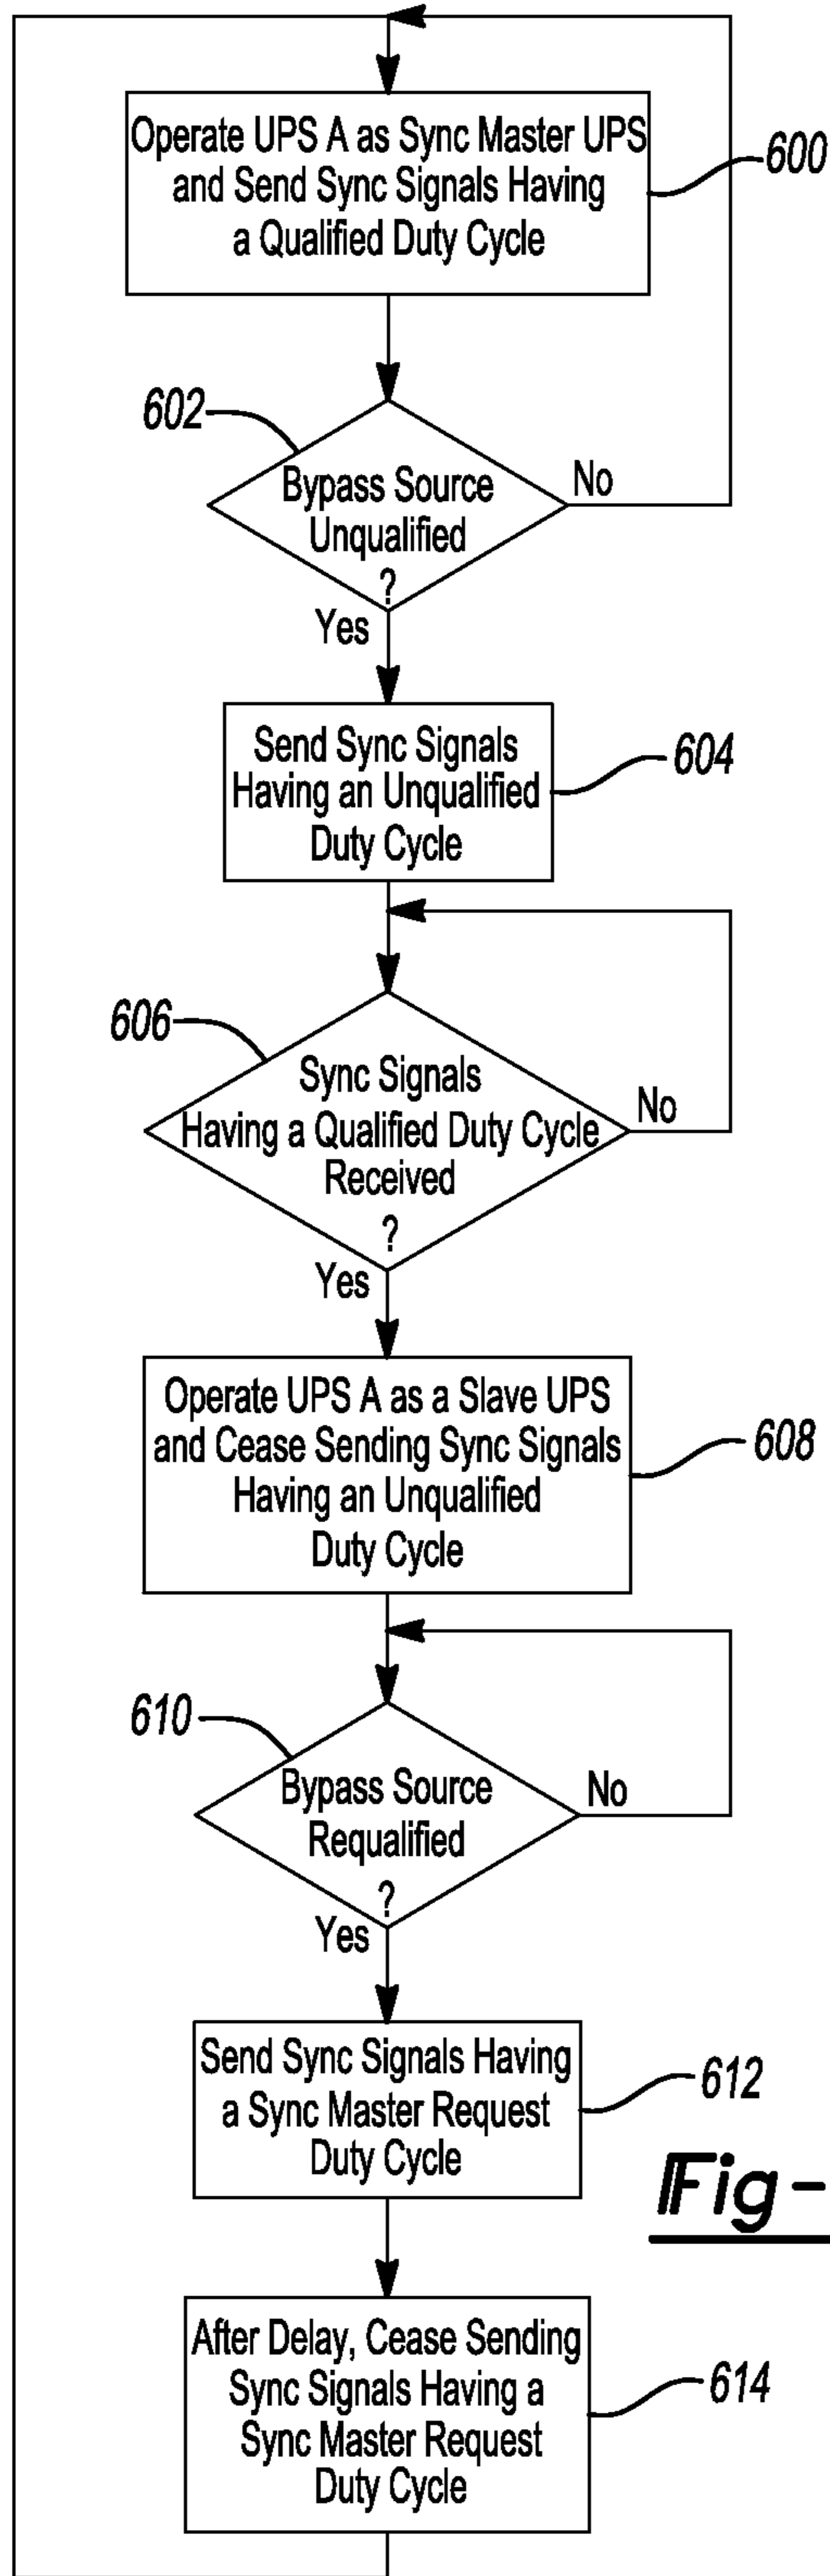 Operate UPS A as Sync Master UPS
and Send Sync Signals Having
a Qualified Duty Cycle
600
602
Bypass Source
Unqualified
?
No
Yes
Send Sync Signals
Having an Unqualified
Duty Cycle
604
606
Sync Signals
Having a Qualified Duty Cycle
Received
?
No
Yes
Operate UPS A as a Slave UPS
and Cease Sending Sync Signals
Having an Unqualified
Duty Cycle
608
610
Bypass Source
Requalified
?
No
Yes
Send Sync Signals Having
a Sync Master Request
Duty Cycle
612
Fig-
After Delay, Cease Sending
Sync Signals Having a
Sync Master Request
Duty Cycle
614